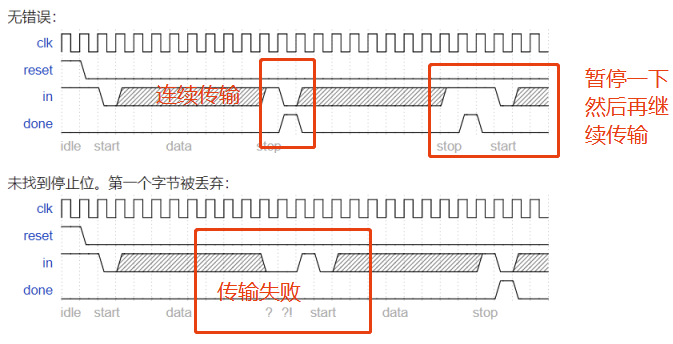 无错误：
clk
reset
in
连续传输
done
idle start data stop stop start
暂停一下
然后再继
续传输
未找到停止位。第一个字节被丢弃：
clk
reset
in
done
传输失败
idle start data ? ?! start data stop